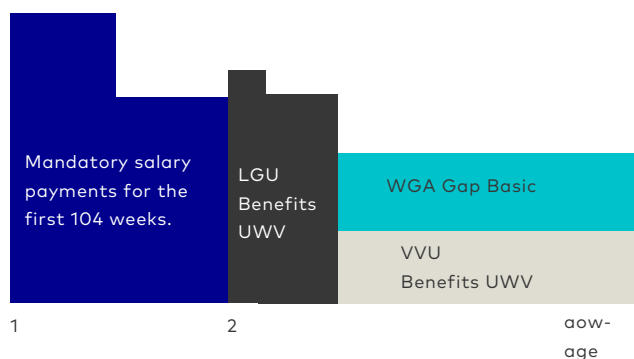 Mandatory salary
payments for the
first 104 weeks.
LGU
Benefits
UWV
WGA Gap Basic
VVU
Benefits UWV
1
2
aow-
age